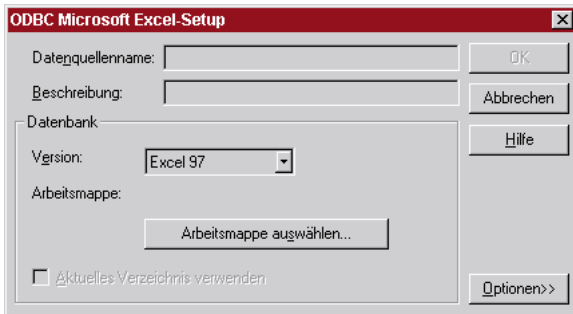 ODBC Microsoft Excel-Setup
Datenquellenname:
OK
Beschreibung:
Abbrechen
Datenbank
Hilfe
Version:
Excel 97
Arbeitsmappe:
Arbeitsmappe auswählen...
Aktuelles Verzeichnis verwenden
Optionen>>